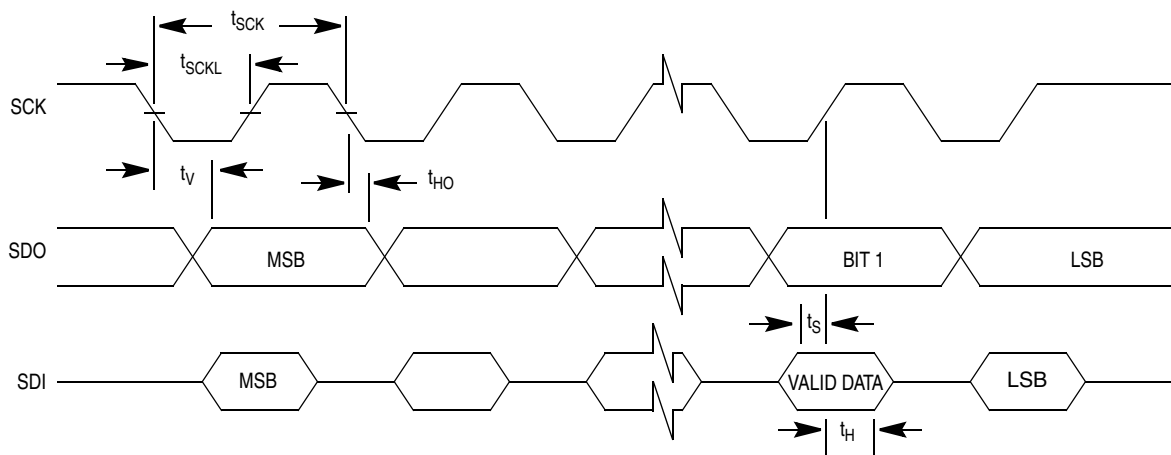 tSCK
tSCKL
SCK
tV
tHO
SDO
MSB
BIT 1
LSB
tS
SDI
MSB
VALID DATA
LSB
tH